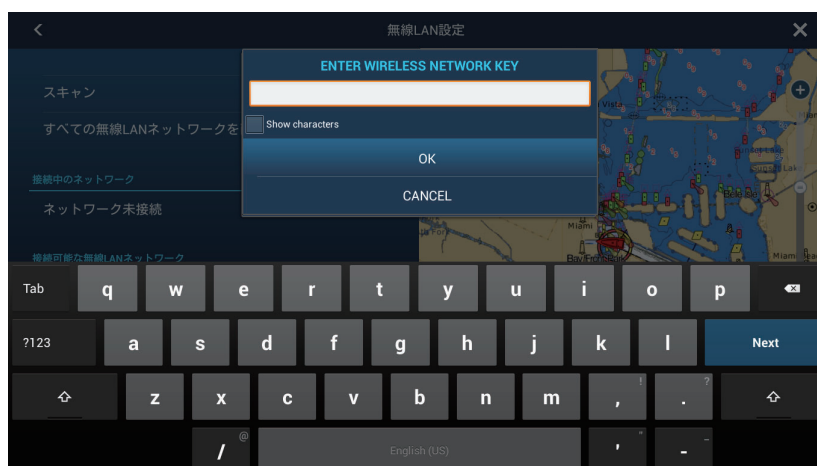 無線LAN設定
ENTER WIRELESS NETWORK KEY
スキャン
Show characters
すべての無線LANネットワークを
OK
接続中のネットワーク
CANCEL
ネットワーク未接続
Vista
Belle Isle
Miami
接続可能な無線LANネットワーク
Miami
Tab q w e r t y u i o p
?123 a s d f g h j k l Next
z x c v b n m , ! . ?
/ @ English (US) ' " - _